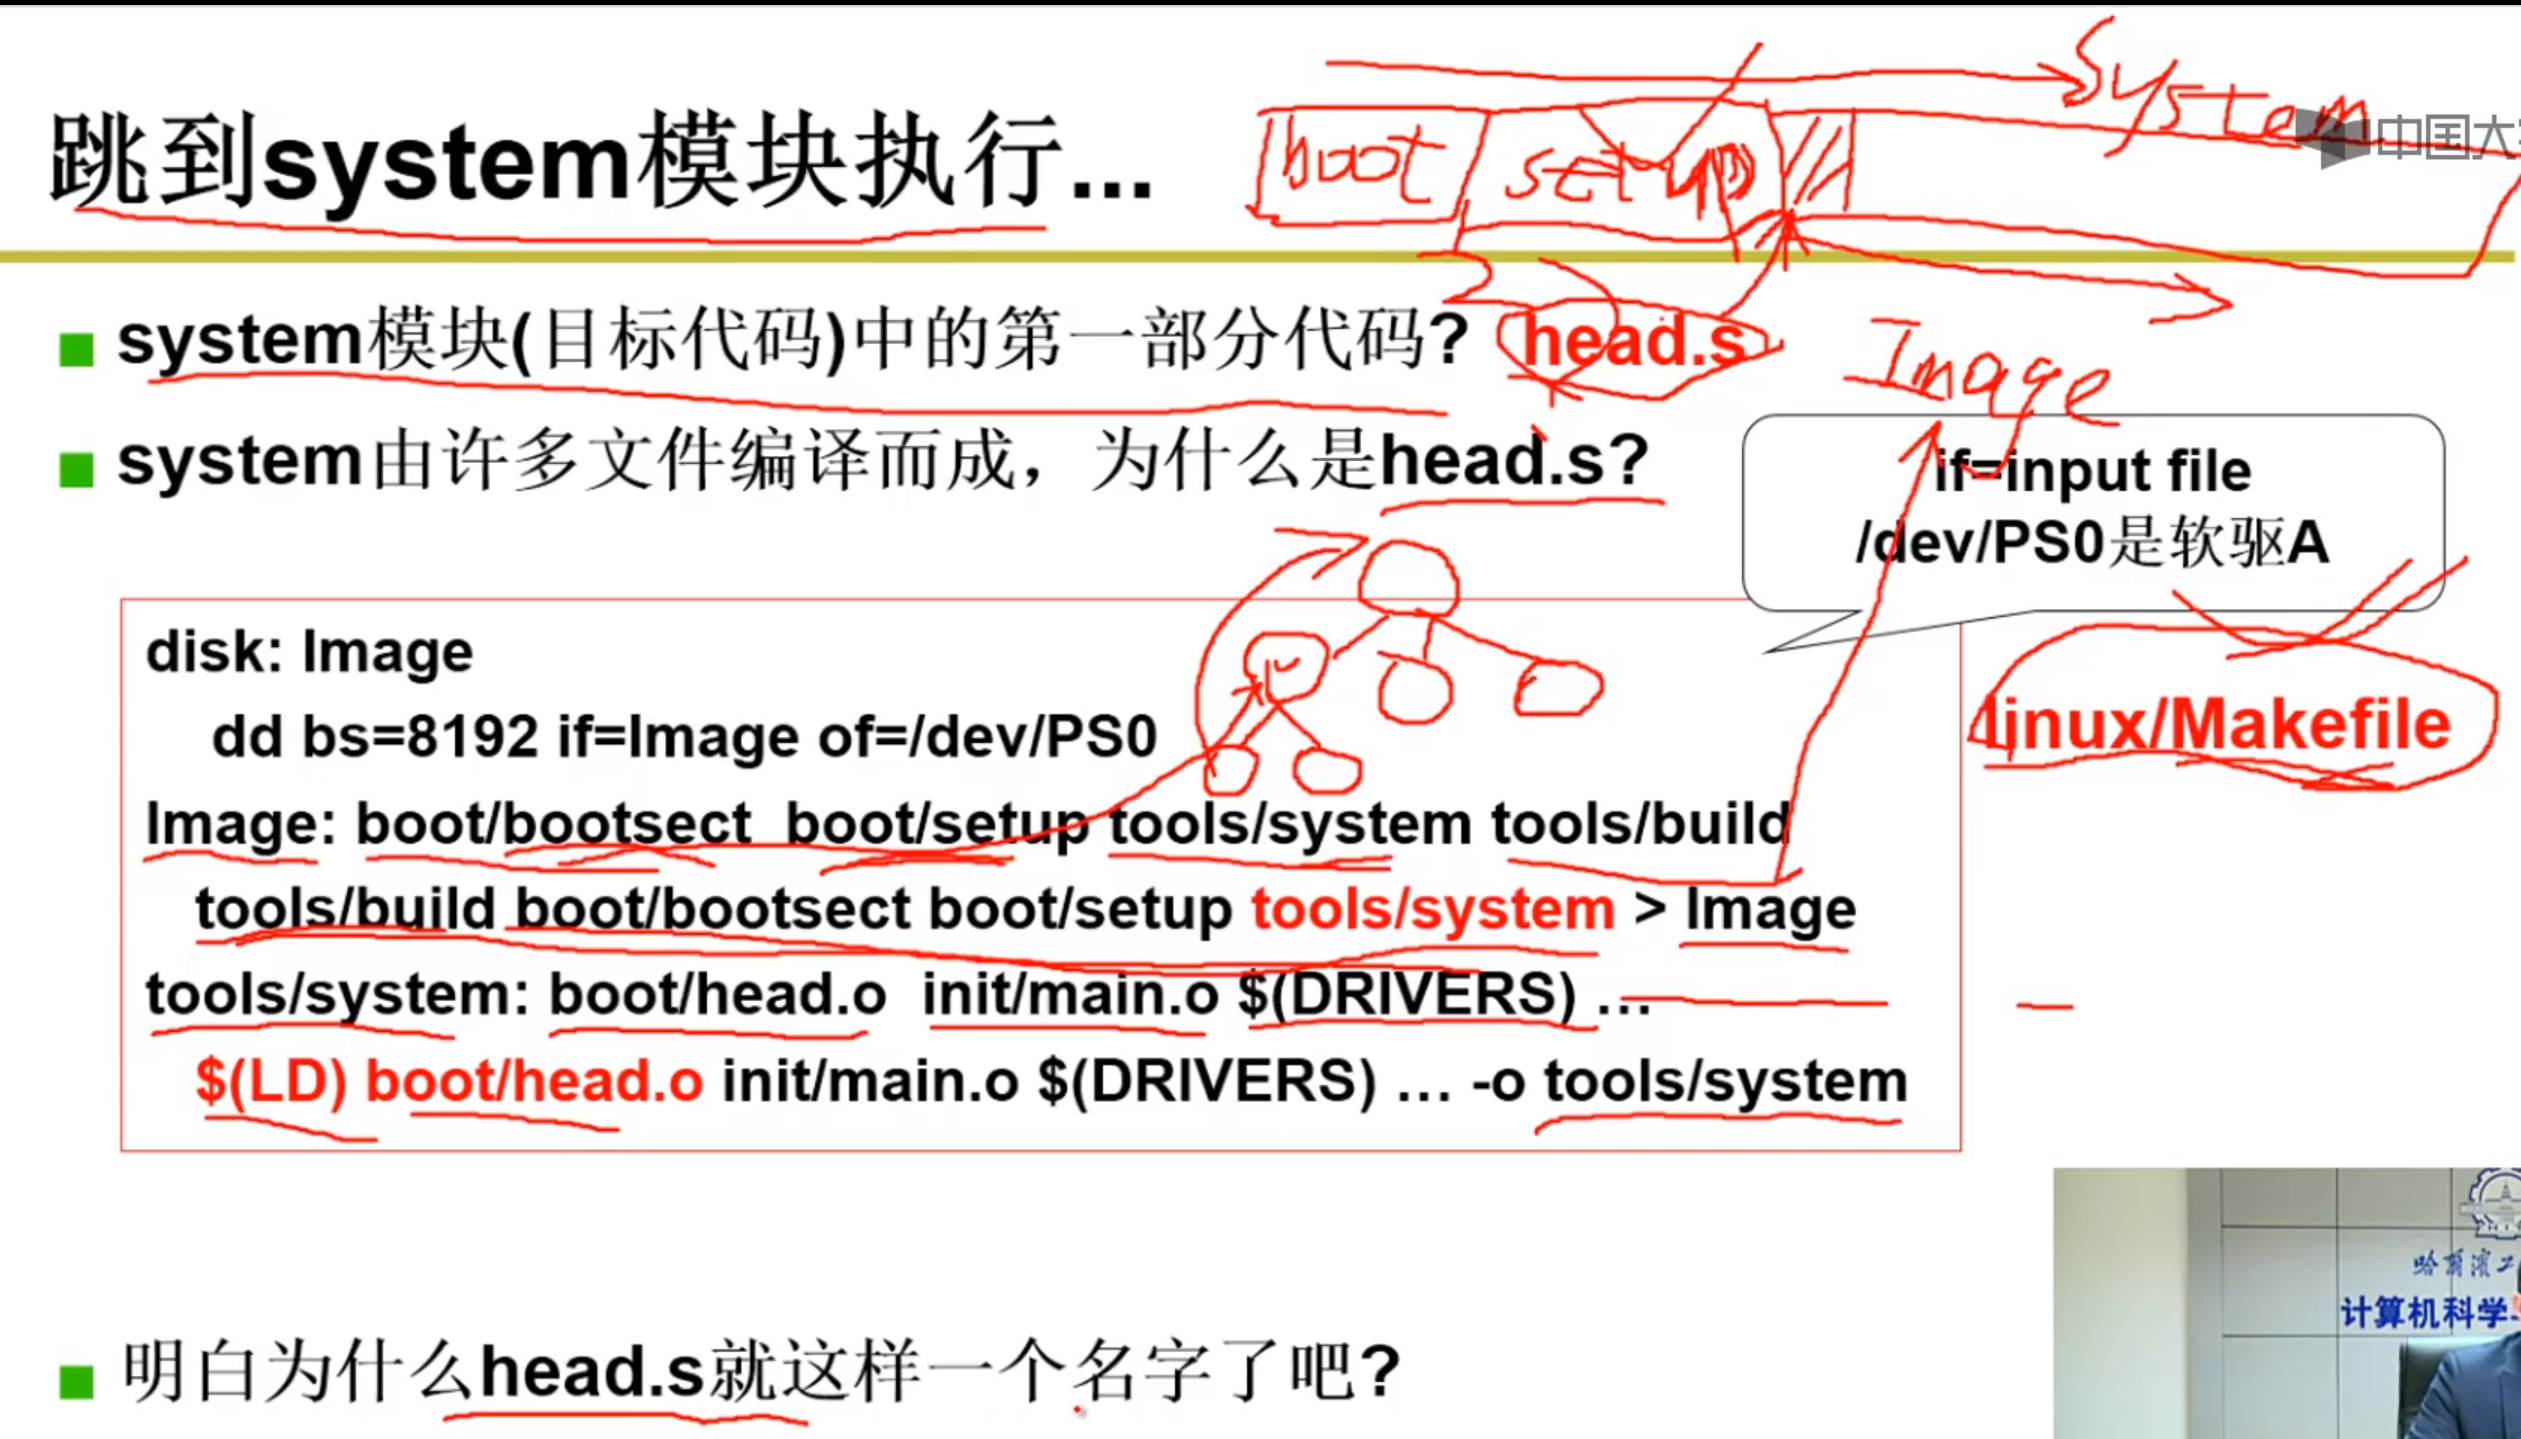 System
中国大
跳到system模块执行...
boot setup
system模块(目标代码)中的第一部分代码? head.s
Image
system由许多文件编译而成，为什么是head.s?
if=input file
/dev/PS0是软驱A
disk: Image
dd bs=8192 if=Image of=/dev/PS0
linux/Makefile
Image: boot/bootsect boot/setup tools/system tools/build
tools/build boot/bootsect boot/setup tools/system > Image
tools/system: boot/head.o init/main.o $(DRIVERS) …
$(LD) boot/head.o init/main.o $(DRIVERS) … -o tools/system
哈尔滨工
计算机科学
明白为什么head.s就这样一个名字了吧?